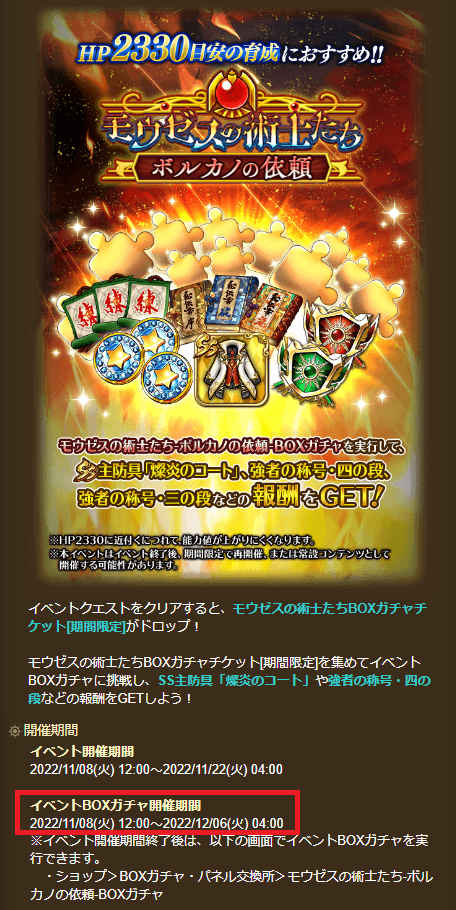 HP2330目安の育成におすすめ!!
モウゼスの術士たち
ボルカノの依頼
練 練 練
SS
モウゼスの術士たち-ボルカノの依頼-BOXガチャを実行して、
SS主防具「燦炎のコート」、強者の称号・四の段、
強者の称号・三の段などの報酬をGET!
※HP2330に近付くにつれて、能力値が上がりにくくなります。
※本イベントはイベント終了後、期間限定で再開催、または常設コンテンツとして
開催する可能性があります。
イベントクエストをクリアすると、モウゼスの術士たちBOXガチャチ
ケット[期間限定]がドロップ！
モウゼスの術士たちBOXガチャチケット[期間限定]を集めてイベント
BOXガチャに挑戦し、SS主防具「燦炎のコート」や強者の称号・四の
段などの報酬をGETしよう！
開催期間
イベント開催期間
2022/11/08(火) 12:00～2022/11/22(火) 04:00
イベントBOXガチャ開催期間
2022/11/08(火) 12:00～2022/12/06(火) 04:00
※イベント開催期間終了後は、以下の画面でイベントBOXガチャを実
行できます。
・ショップ＞BOXガチャ・パネル交換所＞モウゼスの術士たち-ボル
カノの依頼-BOXガチャ